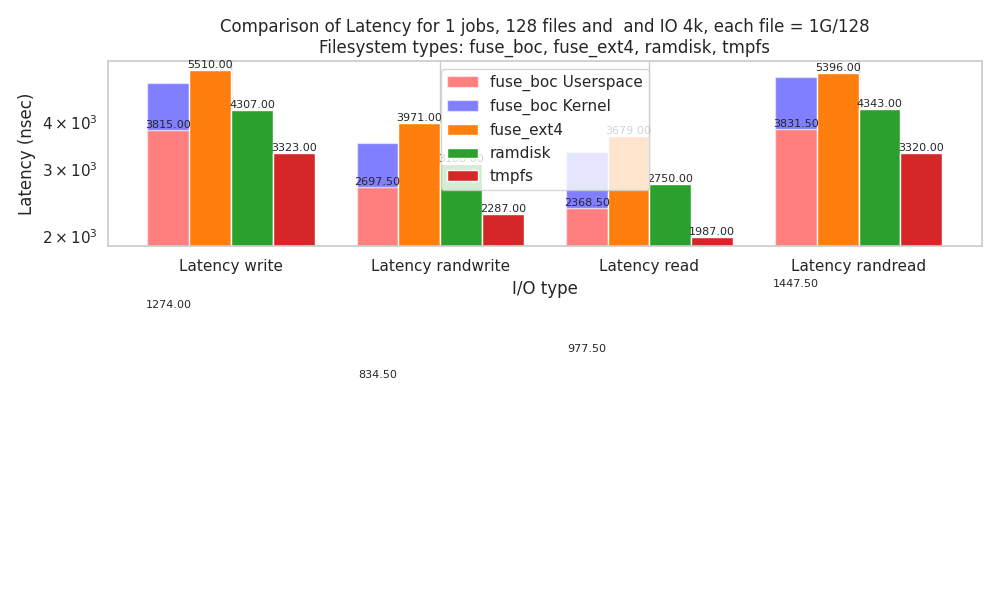 Comparison of Latency for 1 jobs, 128 files and  and IO 4k, each file = 1G/128
Filesystem types: fuse_boc, fuse_ext4, ramdisk, tmpfs
Latency (nsec)
4 × 10³
3 × 10³
2 × 10³
fuse_boc Userspace
fuse_boc Kernel
fuse_ext4
ramdisk
tmpfs
3815.00
5510.00
4307.00
3323.00
2697.50
3971.00
2287.00
2368.50
3679.00
2750.00
1987.00
3831.50
5396.00
4343.00
3320.00
Latency write
Latency randwrite
Latency read
Latency randread
I/O type
1274.00
834.50
977.50
1447.50